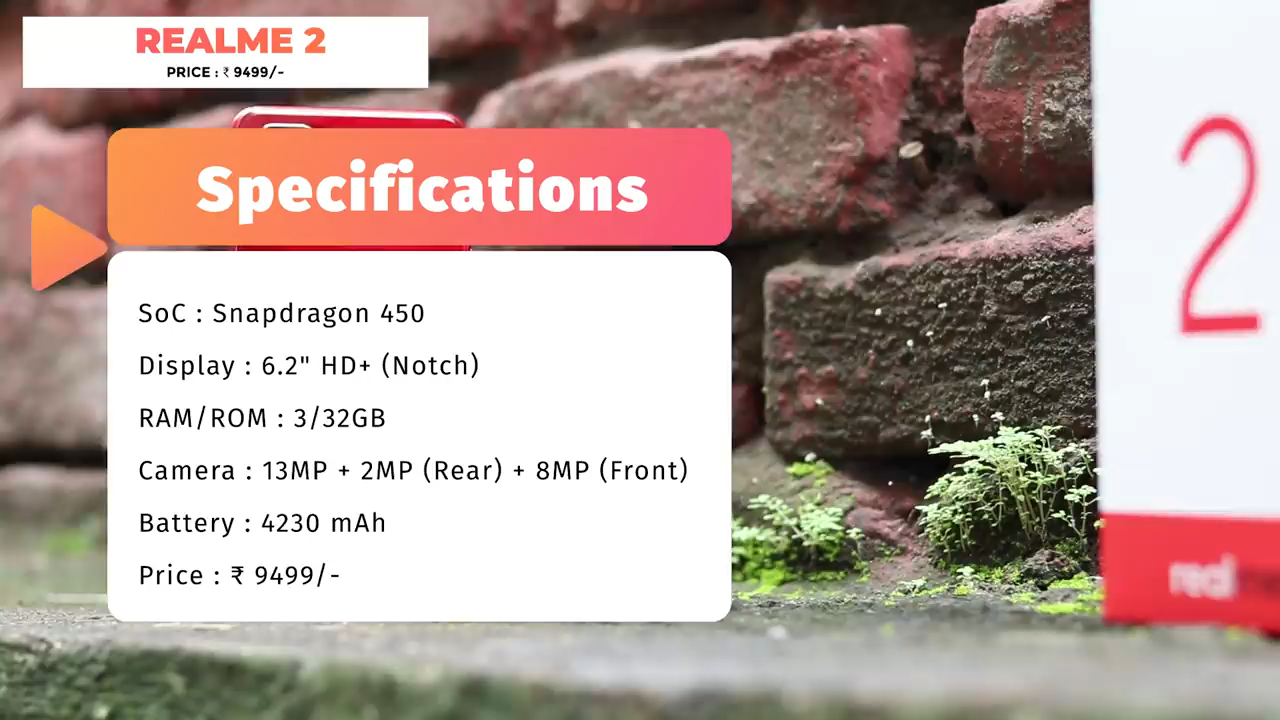 REALME 2
PRICE : ₹ 9499/-
Specifications
SoC : Snapdragon 450
Display : 6.2" HD+ (Notch)
RAM/ROM : 3/32GB
Camera : 13MP + 2MP (Rear) + 8MP (Front)
Battery : 4230 mAh
Price : ₹ 9499/-
2